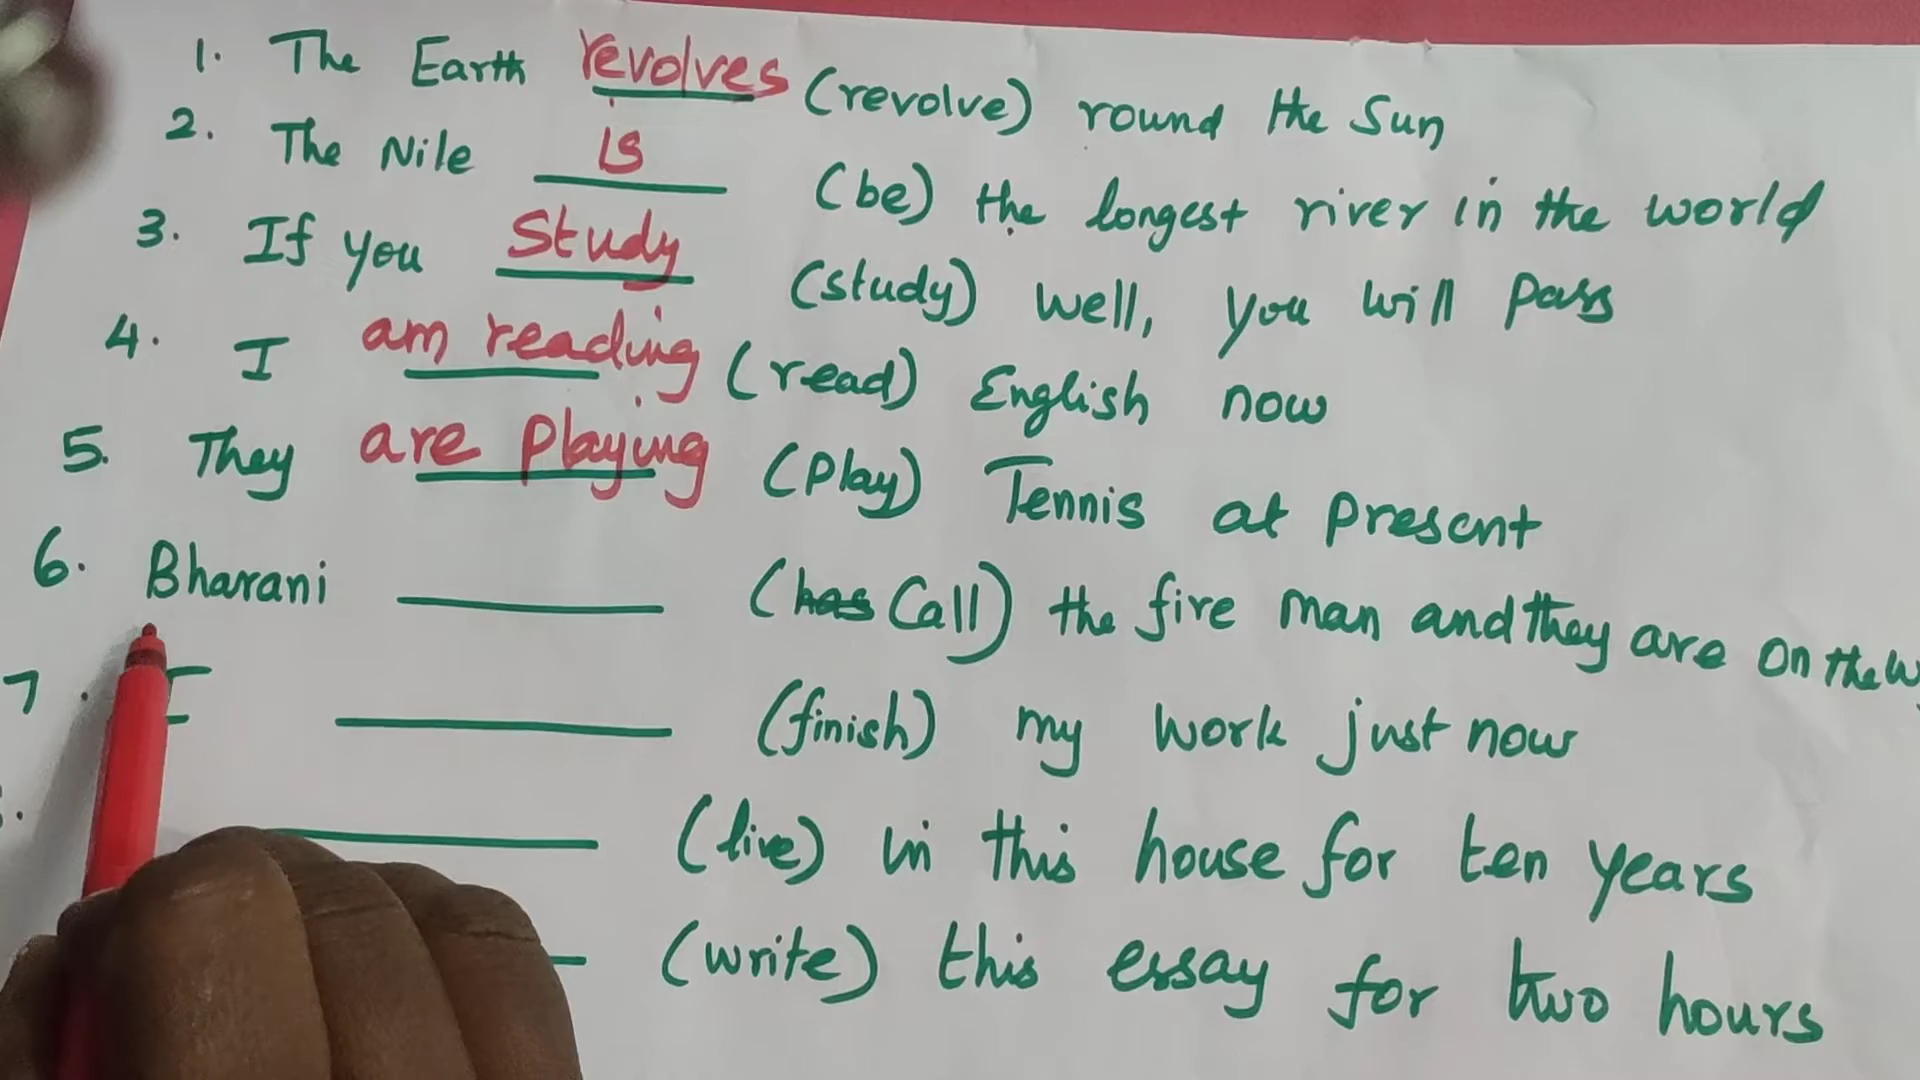 1. The Earth revolves (revolve) round the Sun
2. The Nile is (be) the longest river in the world
3. If you Study (study) well, you will pass
4. I am reading (read) English now
5. They are playing (Play) Tennis at present
6. Bharani (has Call) the fire man and they are on the
7. I (finish) my work just now
(live) in this house for ten years
(write) this essay for two hours